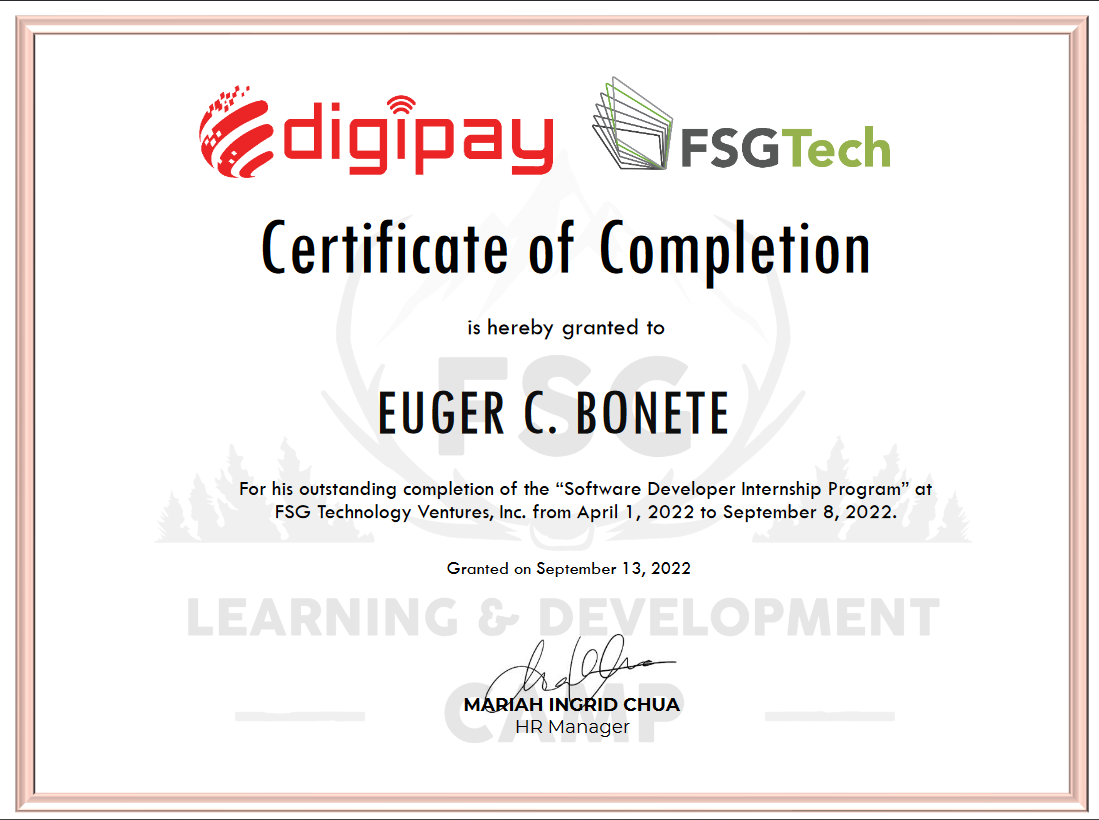 digipay FSGTech
Certificate of Completion
is hereby granted to
FSG
EUGER C. BONETE
For his outstanding completion of the “Software Developer Internship Program” at
FSG Technology Ventures, Inc. from April 1, 2022 to September 8, 2022.
Granted on September 13, 2022
LEARNING & DEVELOPMENT
CAMP
MARIAH INGRID CHUA
HR Manager